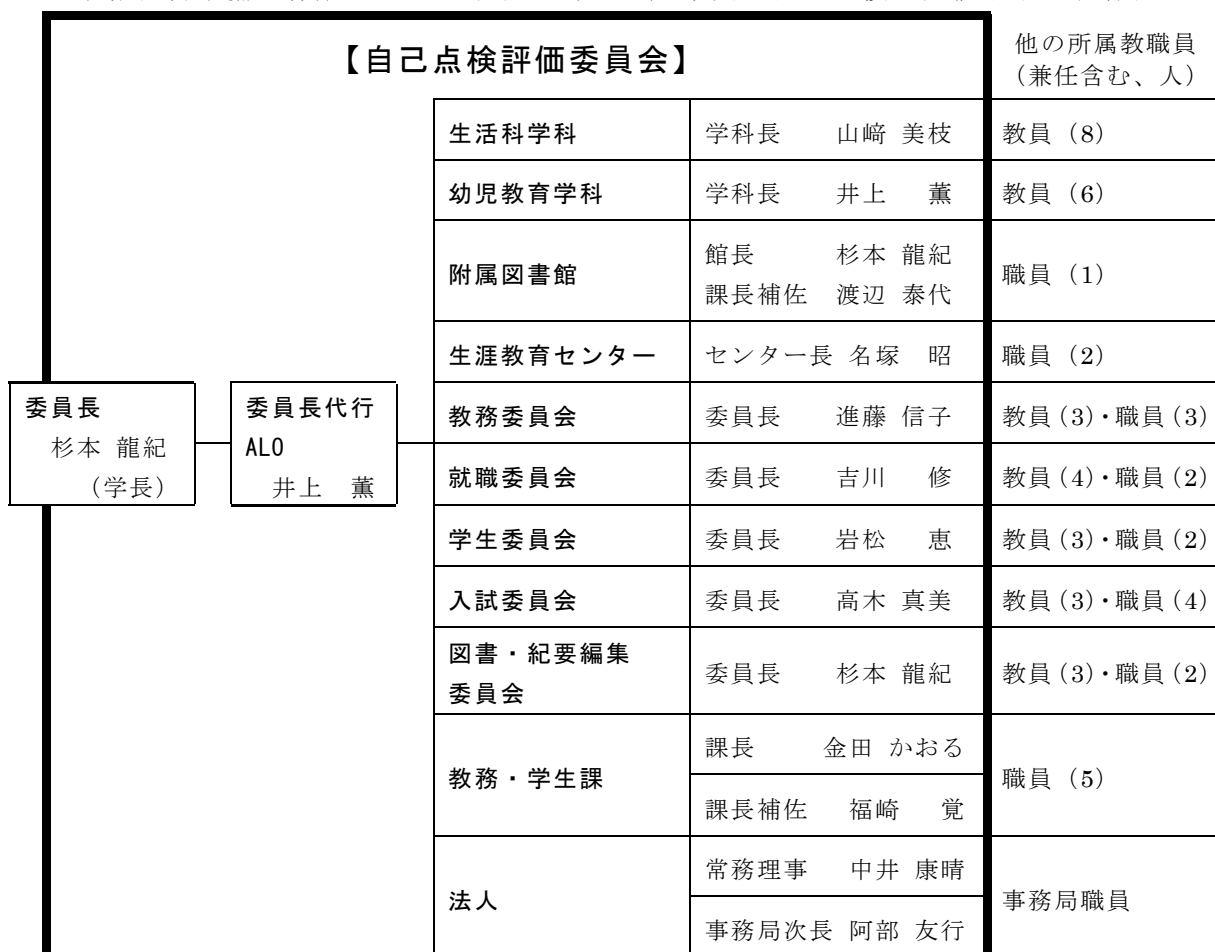 【自己点検評価委員会】
他の所属教職員
（兼任含む、人）
生活科学科 学科長 山﨑 美枝 教員（8）
幼児教育学科 学科長 井上 薫 教員（6）
附属図書館 館長 杉本 龍紀 職員（1）
課長補佐 渡辺 泰代
生涯教育センター センター長 名塚 昭 職員（2）
委員長
杉本 龍紀
（学長）
委員長代行
ALO
井上 薫
教務委員会 委員長 進藤 信子 教員(3)・職員(3)
就職委員会 委員長 吉川 修 教員(4)・職員(2)
学生委員会 委員長 岩松 恵 教員(3)・職員(2)
入試委員会 委員長 高木 真美 教員(3)・職員(4)
図書・紀要編集
委員会 委員長 杉本 龍紀 教員(3)・職員(2)
教務・学生課 課長 金田 かおる 職員（5）
課長補佐 福崎 覚
法人 常務理事 中井 康晴 事務局職員
事務局次長 阿部 友行